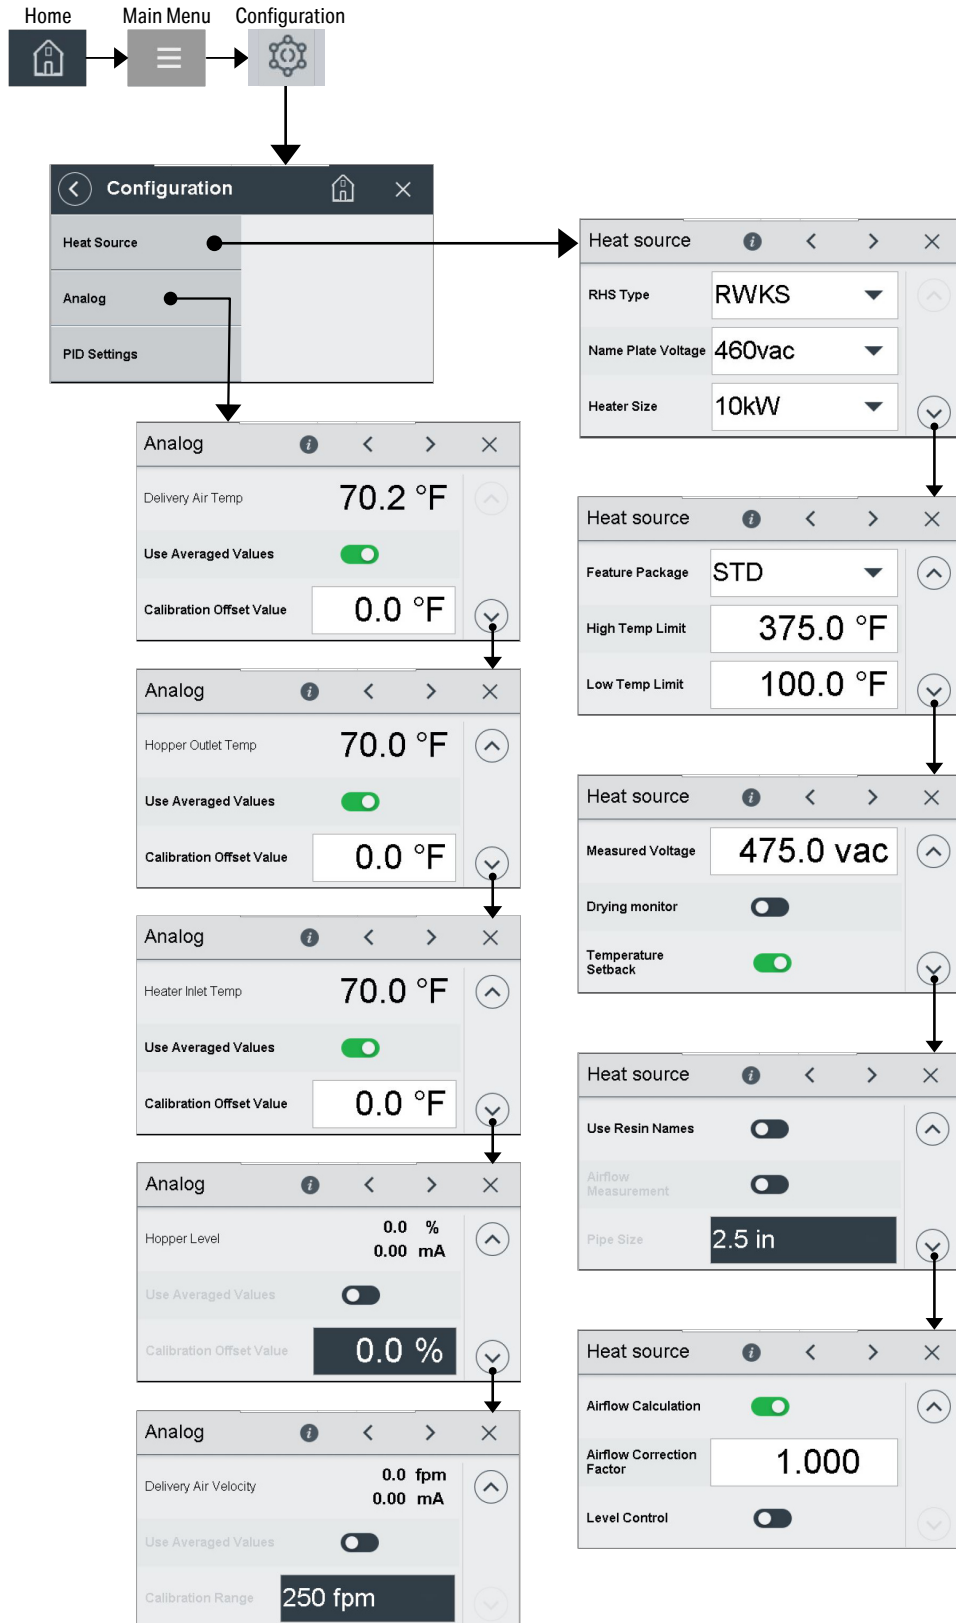 Home Main Menu Configuration
Configuration
Heat Source
Analog
PID Settings
Analog
Delivery Air Temp 70.2 °F
Use Averaged Values
Calibration Offset Value 0.0 °F
Analog
Hopper Outlet Temp 70.0 °F
Use Averaged Values
Calibration Offset Value 0.0 °F
Analog
Heater Inlet Temp 70.0 °F
Use Averaged Values
Calibration Offset Value 0.0 °F
Analog
Hopper Level 0.0 %
0.00 mA
Use Averaged Values
Calibration Offset Value 0.0 %
Analog
Delivery Air Velocity 0.0 fpm
0.00 mA
Use Averaged Values
Calibration Range 250 fpm
Heat source
RHS Type RWKS
Name Plate Voltage 460vac
Heater Size 10kW
Heat source
Feature Package STD
High Temp Limit 375.0 °F
Low Temp Limit 100.0 °F
Heat source
Measured Voltage 475.0 vac
Drying monitor
Temperature
Setback
Heat source
Use Resin Names
Airflow
Measurement
Pipe Size 2.5 in
Heat source
Airflow Calculation
Airflow Correction
Factor 1.000
Level Control